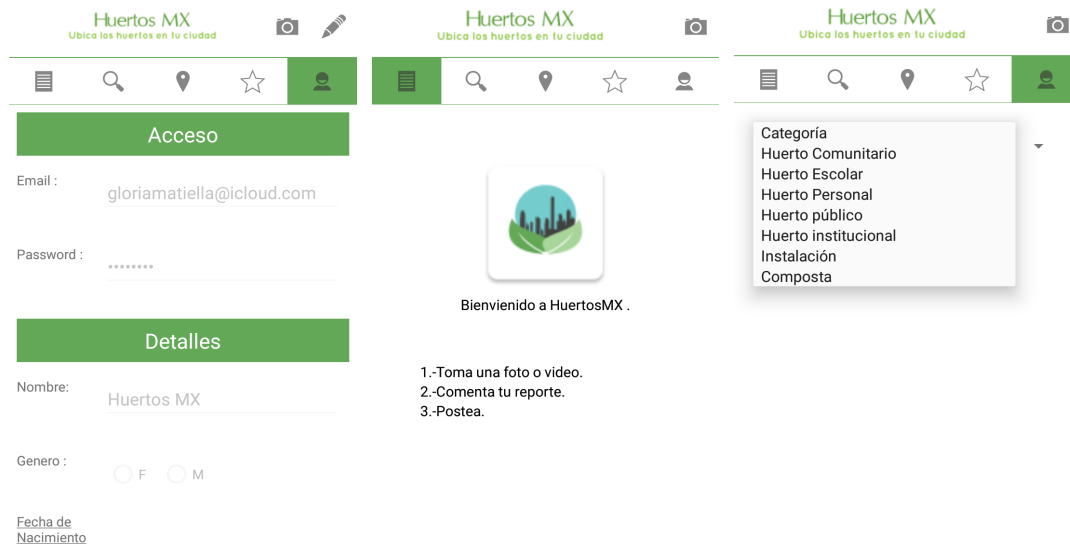 Huertos MX
Ubica los huertos en tu ciudad
Acceso
Email :
gloriamatiella@icloud.com
Password :
••••••••
Detalles
Nombre:
Huertos MX
Genero :
F
M
Fecha de
Nacimiento
Huertos MX
Ubica los huertos en tu ciudad
Bienvienido a HuertosMX .
1.-Toma una foto o video.
2.-Comenta tu reporte.
3.-Postea.
Huertos MX
Ubica los huertos en tu ciudad
Categoría
Huerto Comunitario
Huerto Escolar
Huerto Personal
Huerto público
Huerto institucional
Instalación
Composta